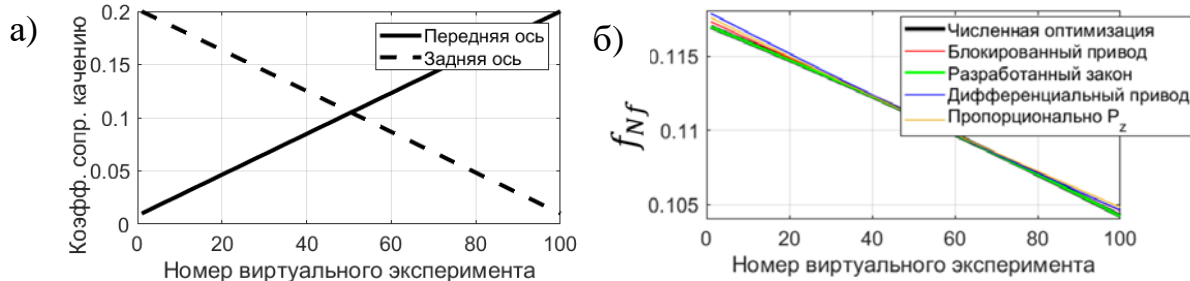 а)
Коэфф. сопр. качению
0.2
0.15
0.1
0.05
0
0
20
40
60
80
100
Номер виртуального эксперимента
Передняя ось
Задняя ось
б)
f_Nf
0.115
0.11
0.105
0
20
40
60
80
100
Номер виртуального эксперимента
Численная оптимизация
Блокированный привод
Разработанный закон
Дифференциальный привод
Пропорционально P_z